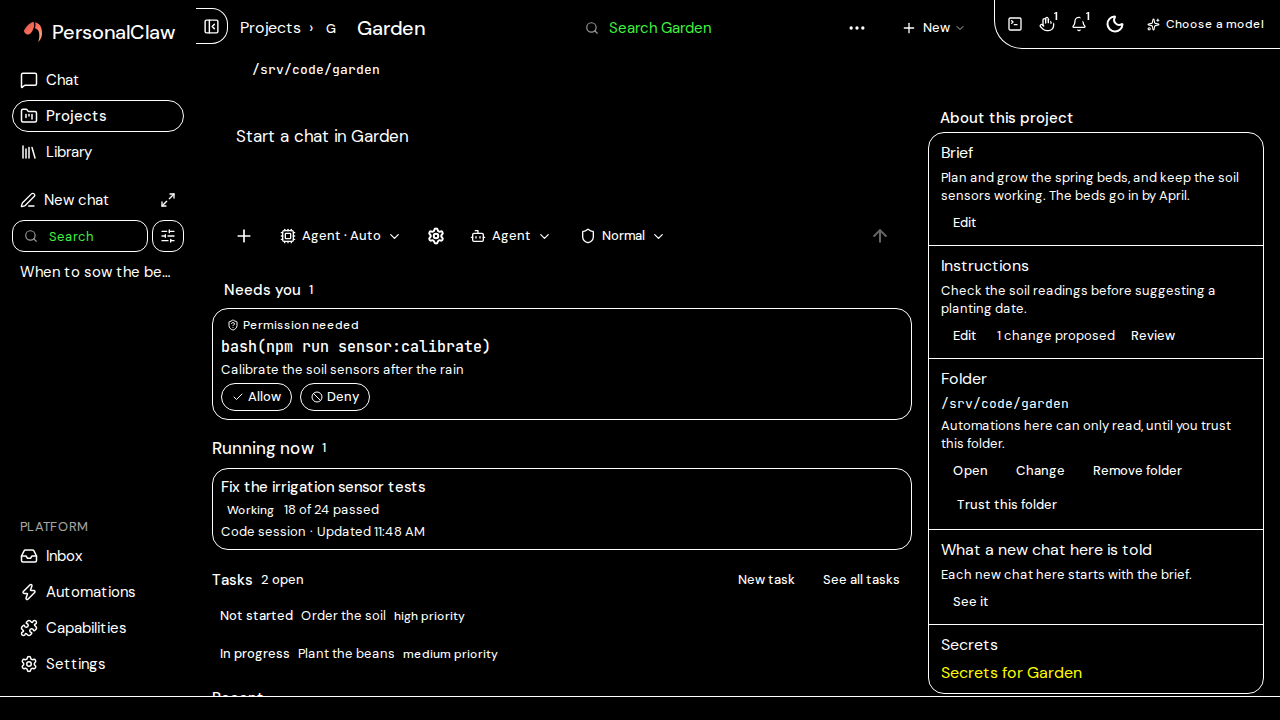 PersonalClaw
Chat
Projects
Library
New chat
Search
When to sow the be…
PLATFORM
Inbox
Automations
Capabilities
Settings
Projects › G Garden
Search Garden
New
1
1
Choose a model
/srv/code/garden
Start a chat in Garden
Agent · Auto
Agent
Normal
Needs you 1
Permission needed
bash(npm run sensor:calibrate)
Calibrate the soil sensors after the rain
Allow
Deny
Running now 1
Fix the irrigation sensor tests
Working 18 of 24 passed
Code session · Updated 11:48 AM
Tasks 2 open
New task
See all tasks
Not started Order the soil high priority
In progress Plant the beans medium priority
Recent
About this project
Brief
Plan and grow the spring beds, and keep the soil
sensors working. The beds go in by April.
Edit
Instructions
Check the soil readings before suggesting a
planting date.
Edit 1 change proposed Review
Folder
/srv/code/garden
Automations here can only read, until you trust
this folder.
Open Change Remove folder
Trust this folder
What a new chat here is told
Each new chat here starts with the brief.
See it
Secrets
Secrets for Garden